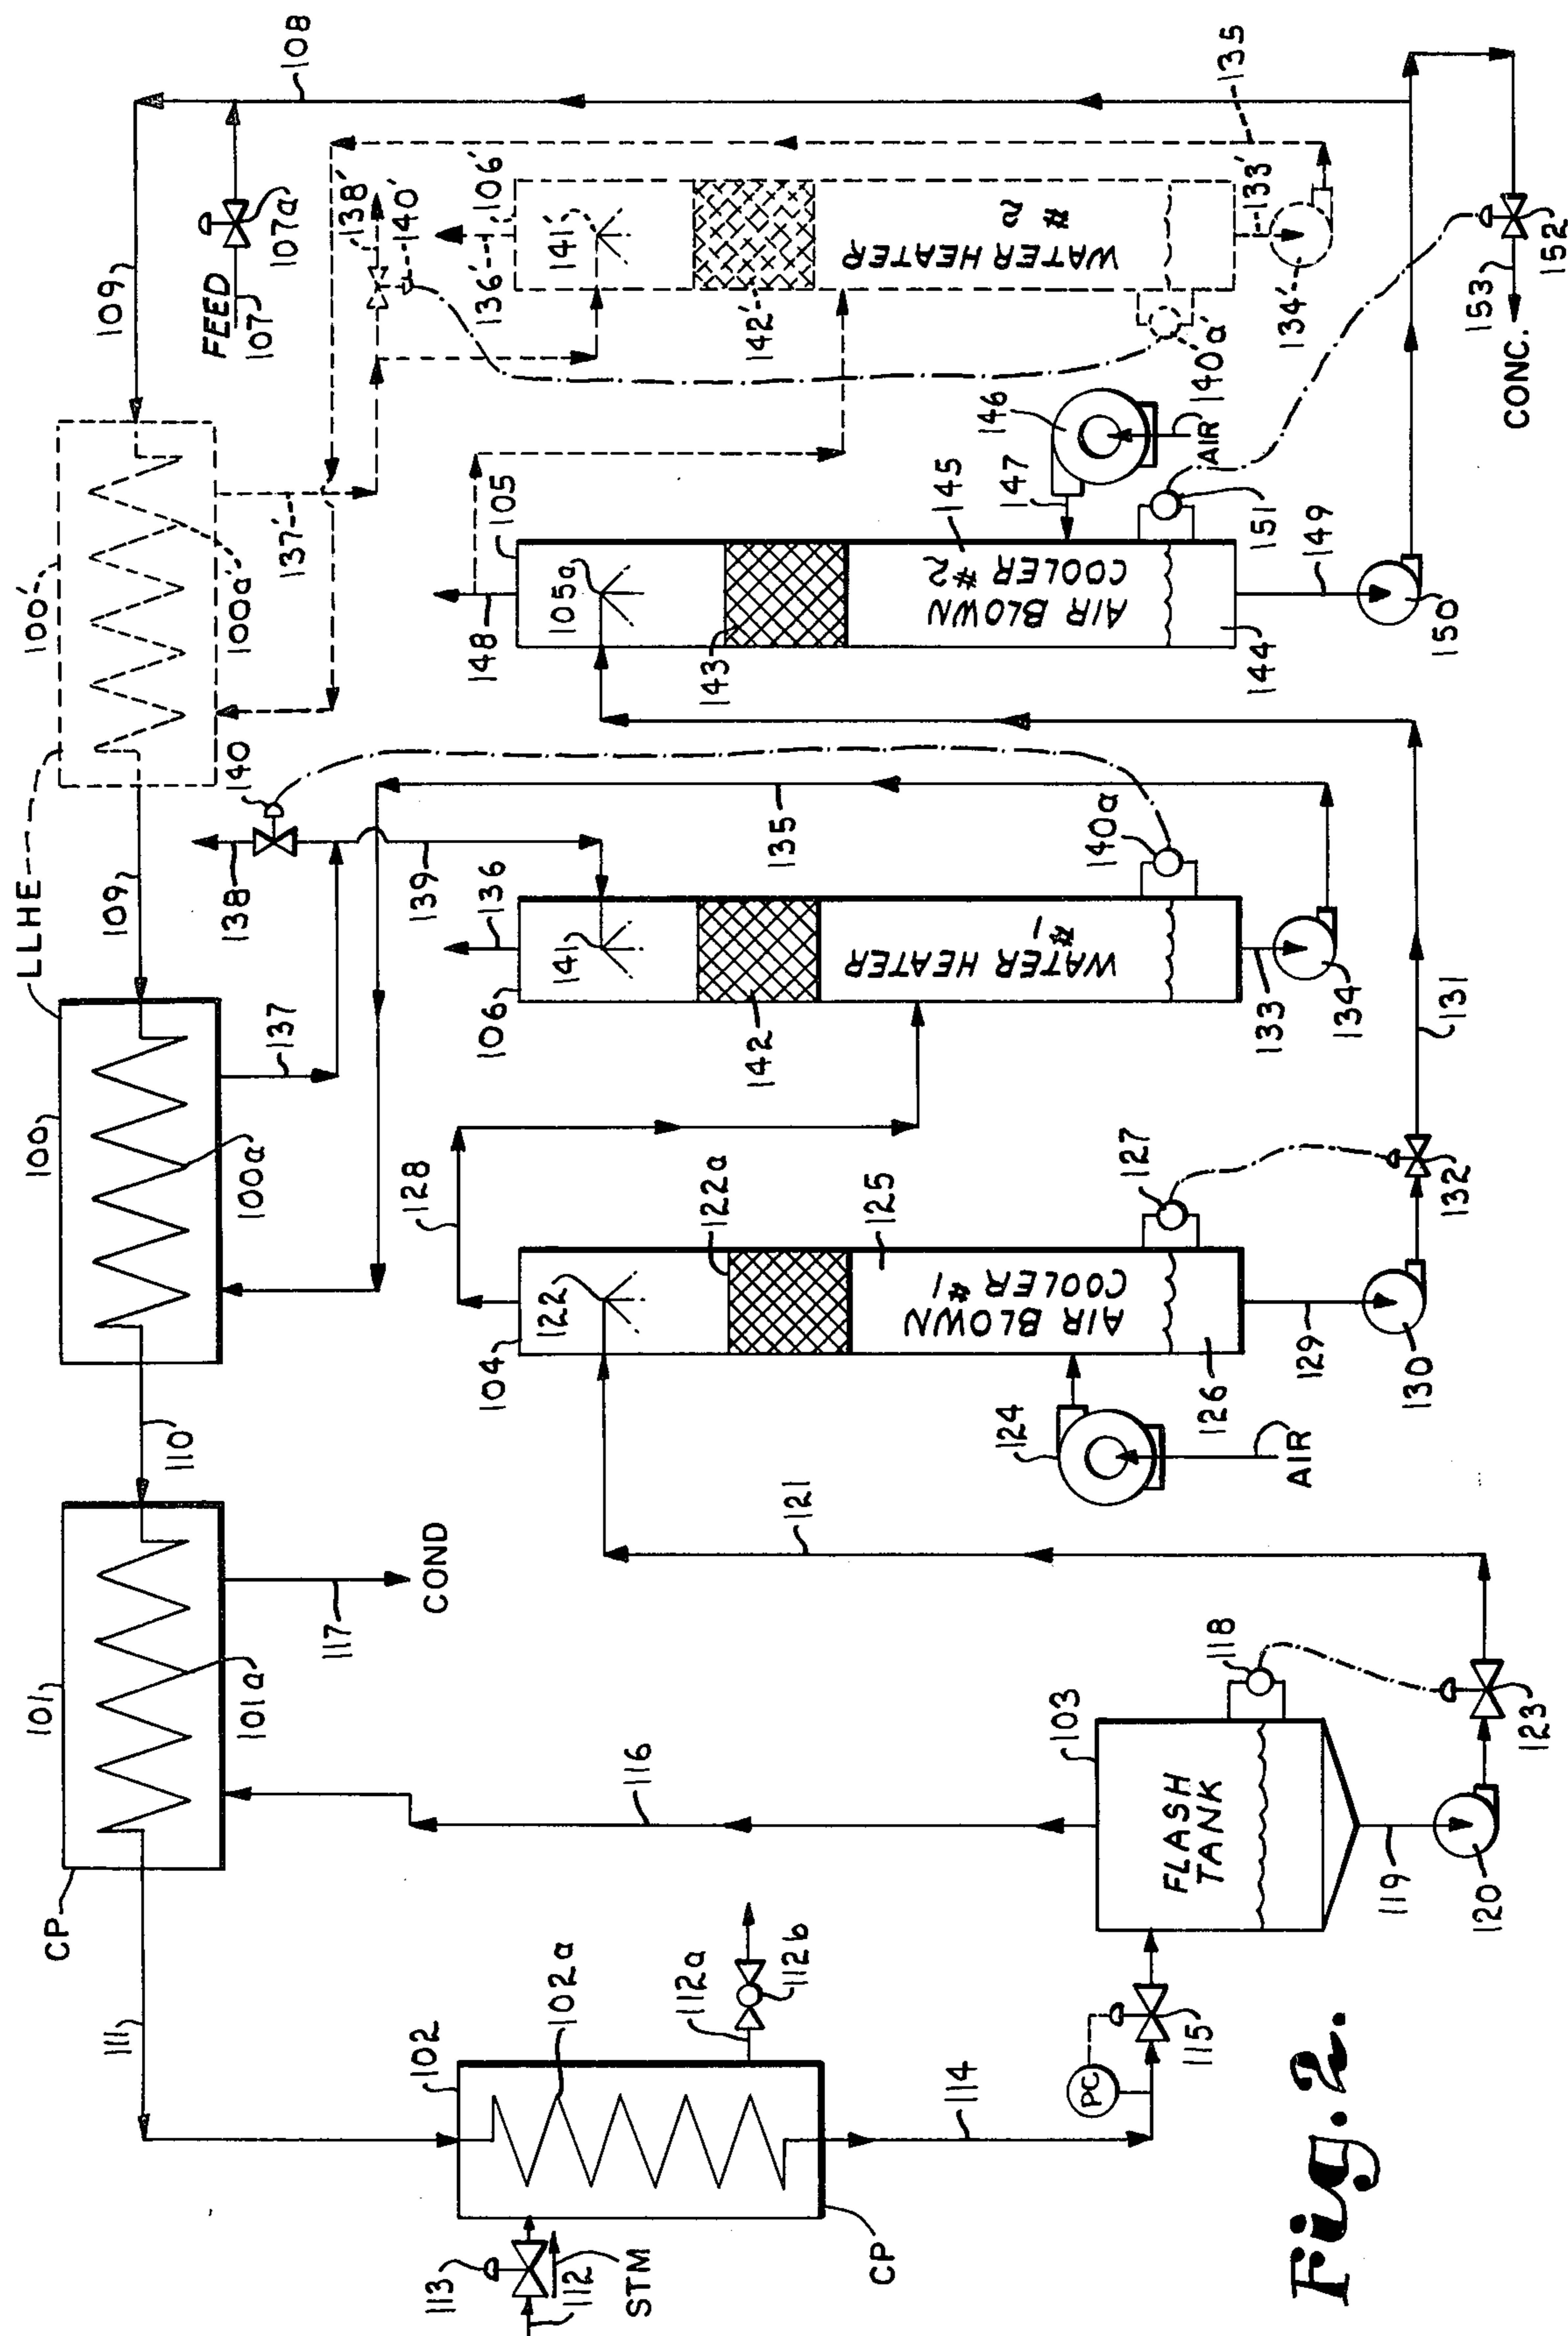 108
109
FEED
107
107a
138'
140'
106'
135
136'
141'
142'
WATER HEATER
# 2
133'
134'
140a'
100'
100a'
137'
105
105a
148
143
145
AIR BLOWN
COOLER #2
144
146
147
AIR
151
149
150
152
153
CONC.
LLHE
109
140
138
139
136
135
106
141
142
WATER HEATER
#1
140a
133
134
131
132
100
100a
137
128
104
122
122a
125
AIR BLOWN
COOLER #1
126
127
129
130
124
AIR
110
101
101a
117
COND
121
116
CP
118
103
FLASH
TANK
119
120
123
111
102
102a
112a
112b
113
112
STM
CP
114
PC
115
Fig. 2.